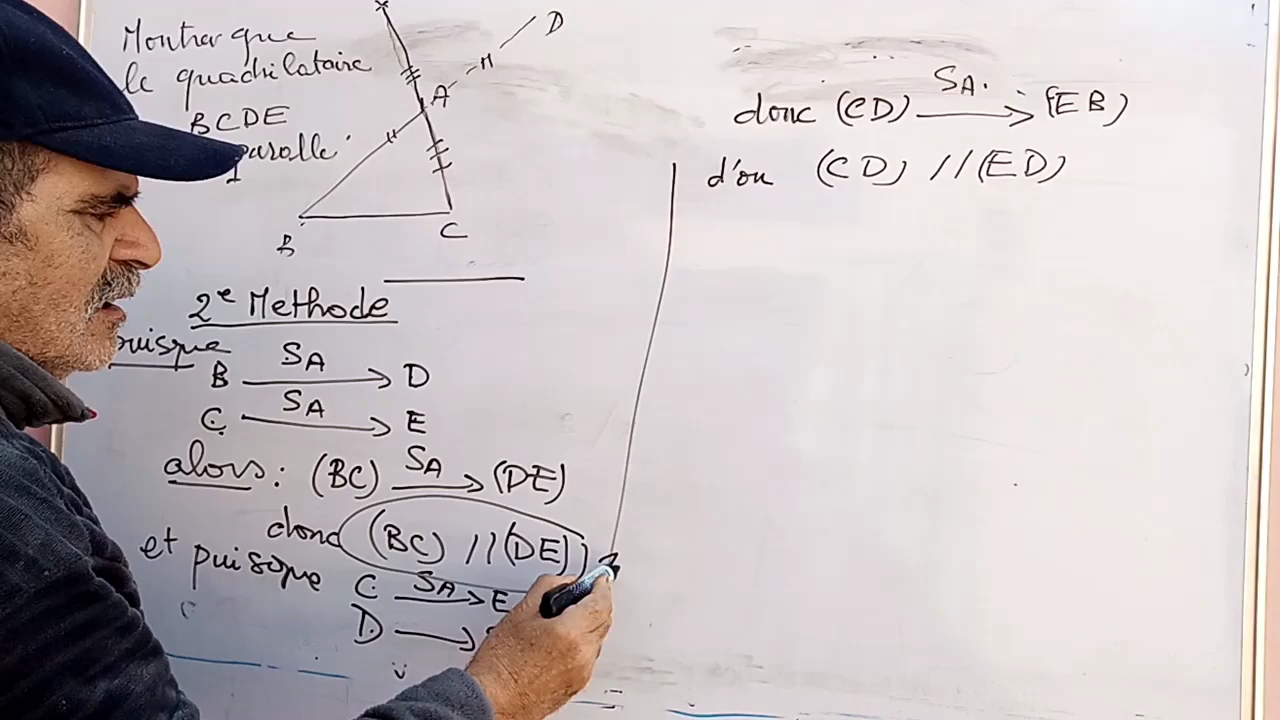 Montrer que
le quadrilataire
BCDE
paralle
D
A
B
C
2e Methode
puisque
B SA → D
C SA → E
alors : (BC) SA → (DE)
donc (BC) // (DE)
et puisque C SA → E
D →
donc (CD) SA. → (EB)
d'ou (CD) // (ED)